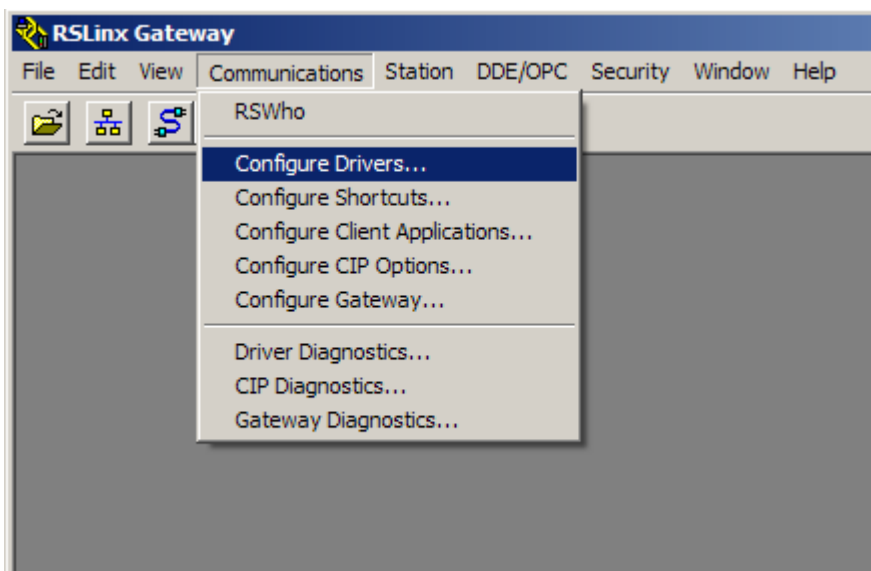 RSLinx Gateway
File Edit View Communications Station DDE/OPC Security Window Help
RSWho
Configure Drivers...
Configure Shortcuts...
Configure Client Applications...
Configure CIP Options...
Configure Gateway...
Driver Diagnostics...
CIP Diagnostics...
Gateway Diagnostics...